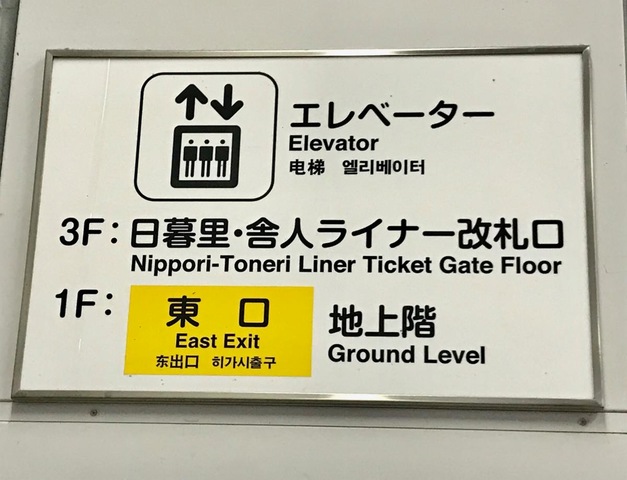 エレベーター
Elevator
电梯 엘리베이터
3F：日暮里・舎人ライナー改札口
Nippori-Toneri Liner Ticket Gate Floor
1F：東口 地上階
East Exit Ground Level
东出口 히가시출구